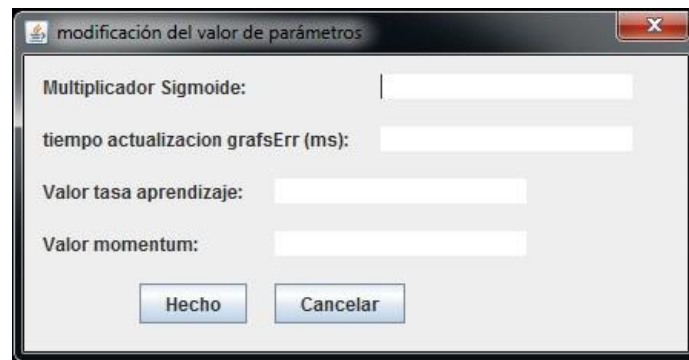 modificación del valor de parámetros
Multiplicador Sigmoide:
tiempo actualizacion grafsErr (ms):
Valor tasa aprendizaje:
Valor momentum:
Hecho Cancelar